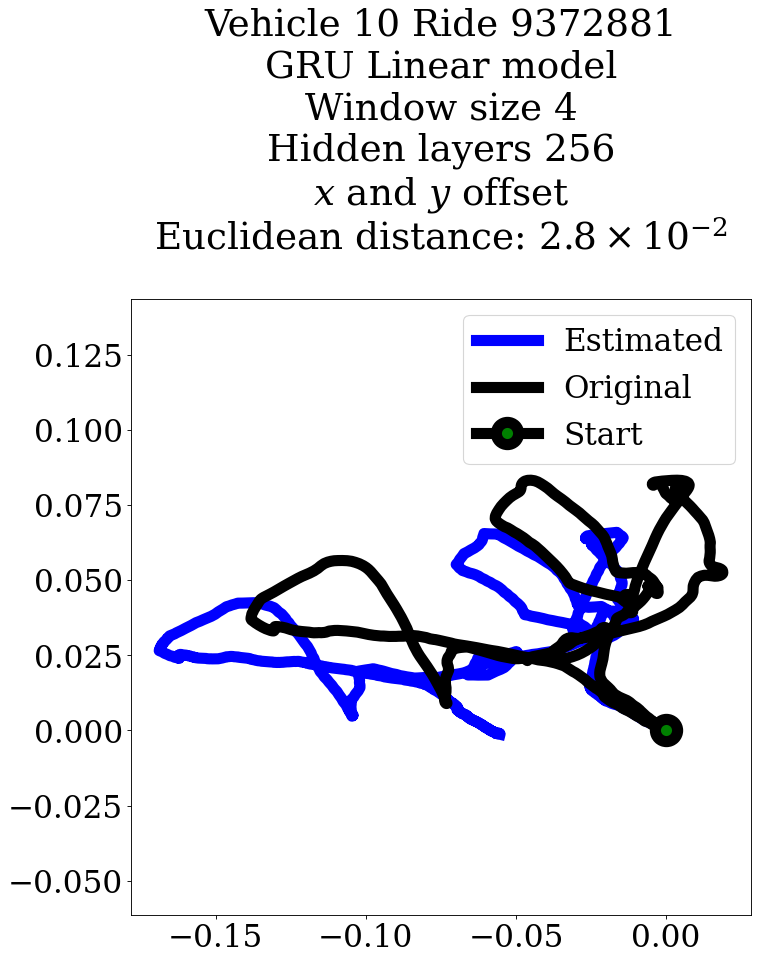 Vehicle 10 Ride 9372881
GRU Linear model
Window size 4
Hidden layers 256
x and y offset
Euclidean distance: 2.8 × 10⁻²
Estimated
Original
Start
0.125
0.100
0.075
0.050
0.025
0.000
−0.025
−0.050
−0.15 −0.10 −0.05 0.00